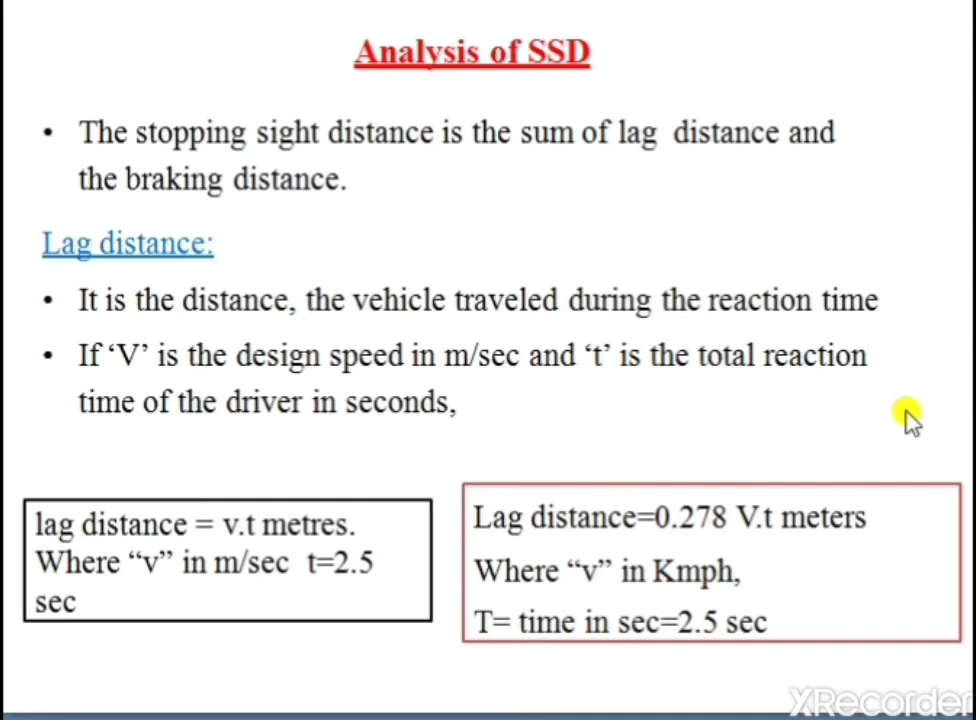 Analysis of SSD
• The stopping sight distance is the sum of lag distance and
the braking distance.
Lag distance:
• It is the distance, the vehicle traveled during the reaction time
• If ‘V’ is the design speed in m/sec and ‘t’ is the total reaction
time of the driver in seconds,
lag distance = v.t metres.
Where “v” in m/sec t=2.5
sec
Lag distance=0.278 V.t meters
Where “v” in Kmph,
T= time in sec=2.5 sec
XRecorder